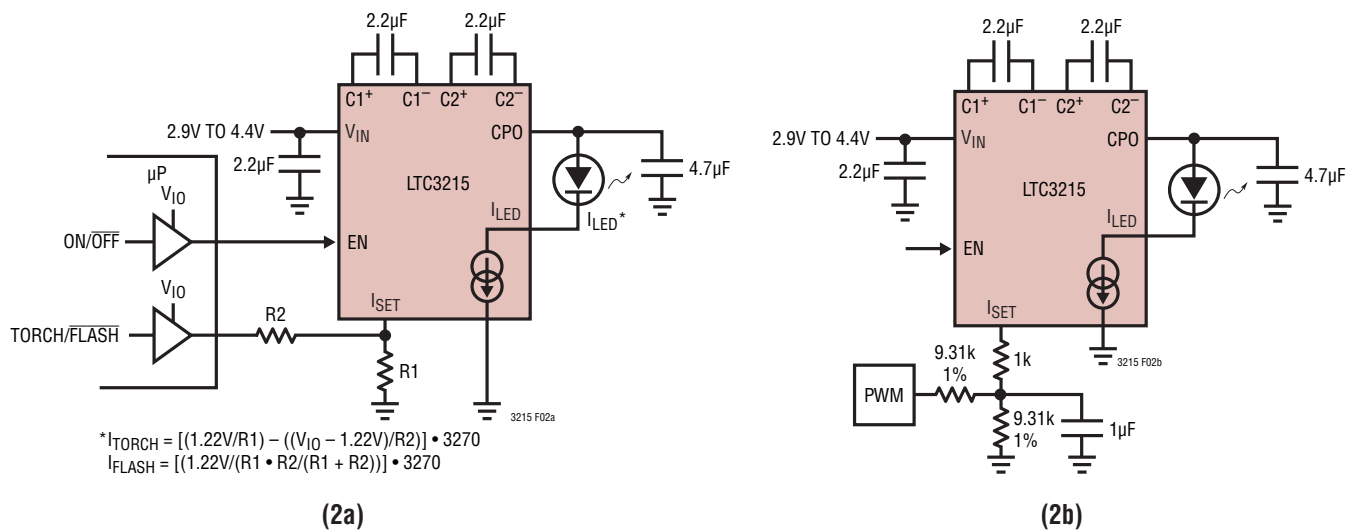 2.2µF
2.2µF
C1+
C1–
C2+
C2–
2.9V TO 4.4V
VIN
CPO
2.2µF
4.7µF
µP
VIO
LTC3215
ILED
ILED*
ON/OFF
EN
VIO
ISET
TORCH/FLASH
R2
R1
3215 F02a
*ITORCH = [(1.22V/R1) – ((VIO – 1.22V)/R2)] • 3270
IFLASH = [(1.22V/(R1 • R2/(R1 + R2))] • 3270
(2a)
2.2µF
2.2µF
C1+
C1–
C2+
C2–
2.9V TO 4.4V
VIN
CPO
2.2µF
4.7µF
LTC3215
ILED
EN
ISET
3215 F02b
9.31k
1%
1k
PWM
9.31k
1%
1µF
(2b)